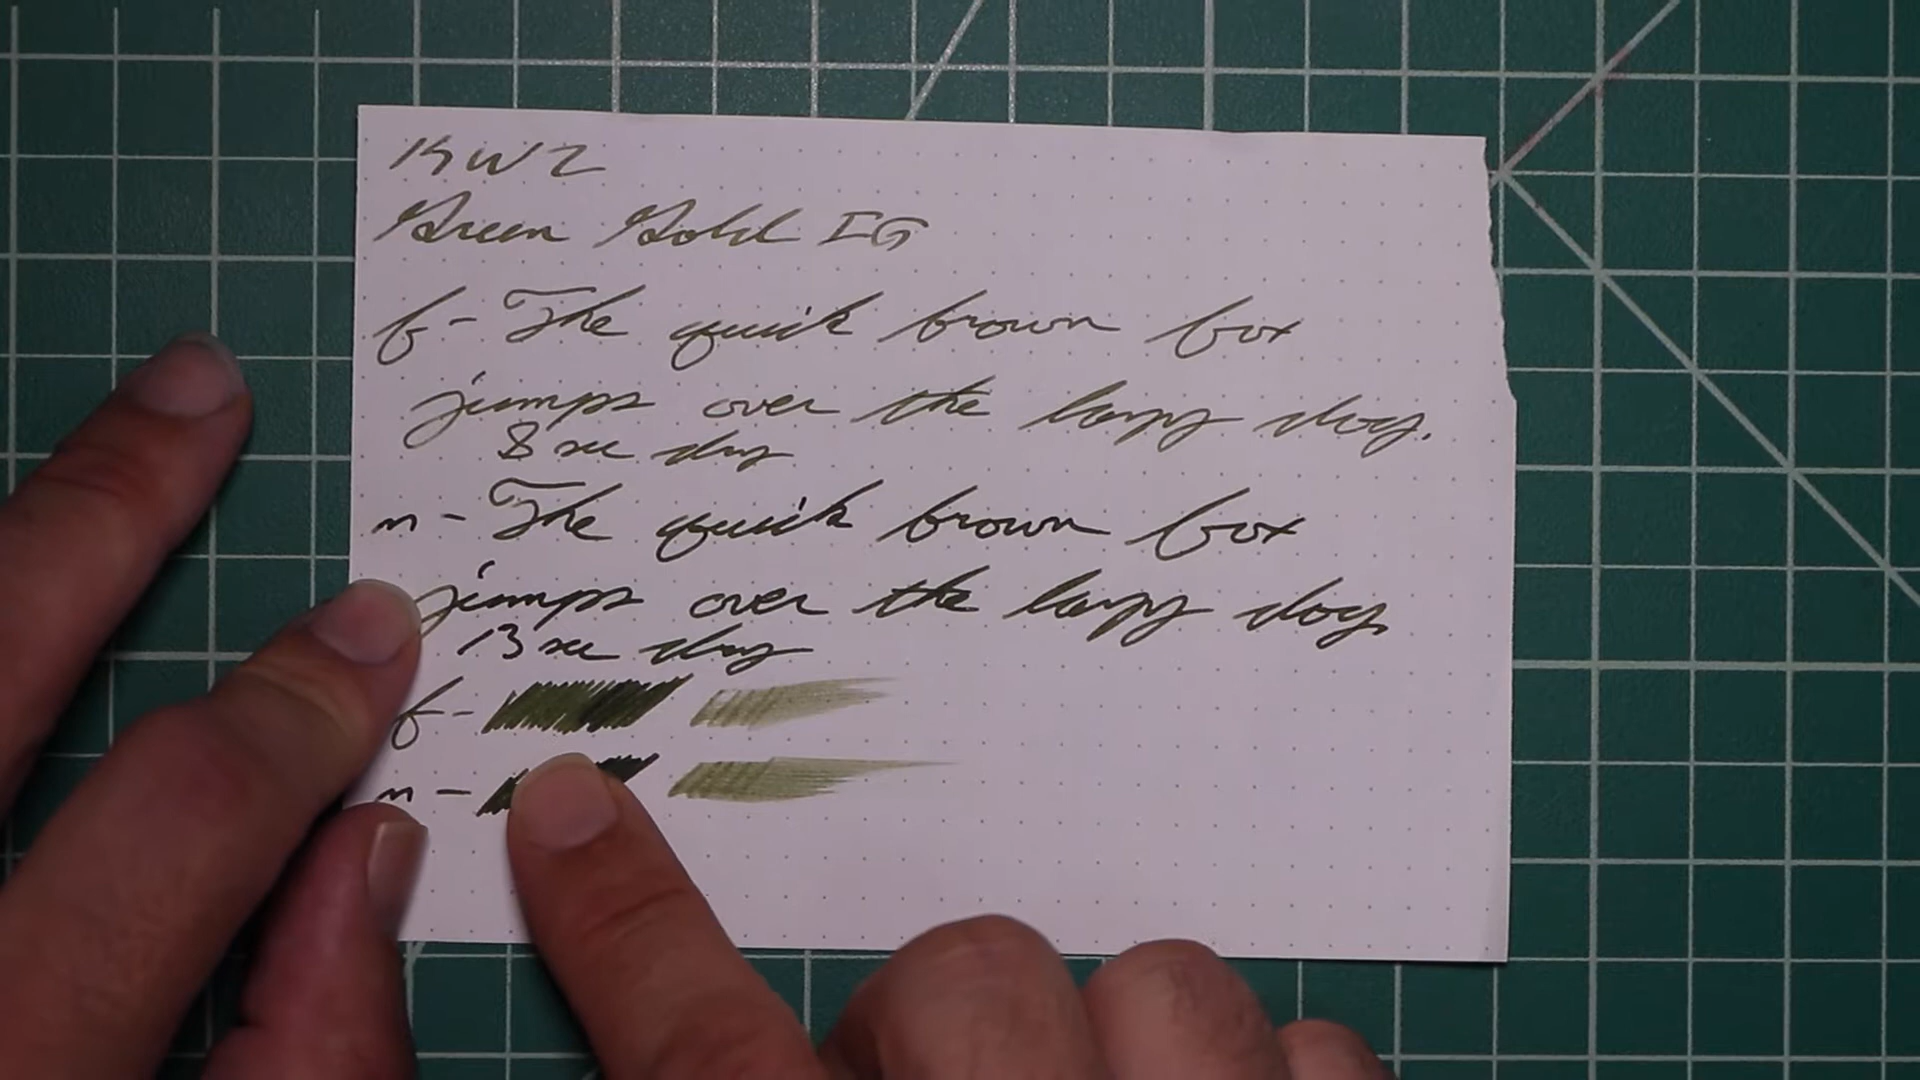 KWZ
Green Gold IG
f - The quick brown fox
jumps over the lazy dog.
8 sec dry
m - The quick brown fox
jumps over the lazy dog.
13 sec dry
f -
m -